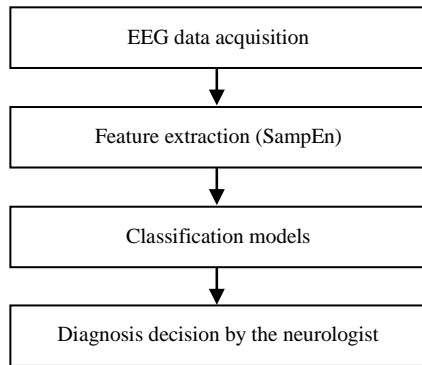 EEG data acquisition
Feature extraction (SampEn)
Classification models
Diagnosis decision by the neurologist